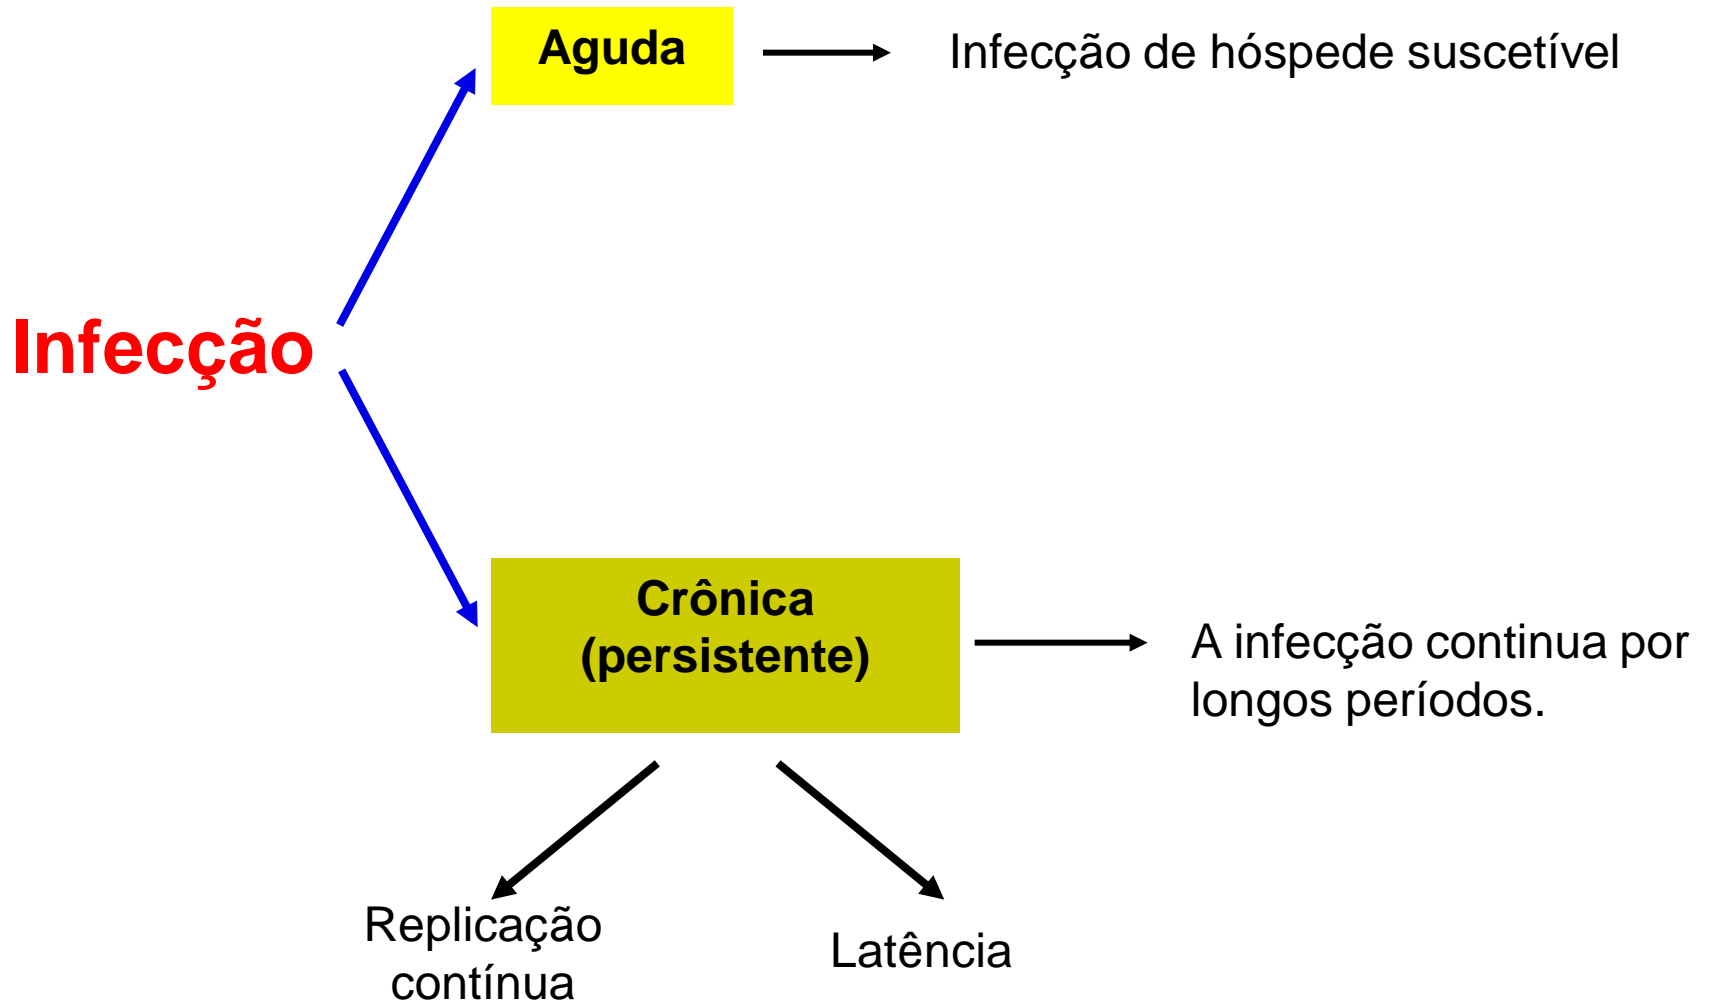 Aguda
Infecção de hóspede suscetível
Infecção
Crônica
(persistente)
A infecção continua por
longos períodos.
Replicação
contínua
Latência